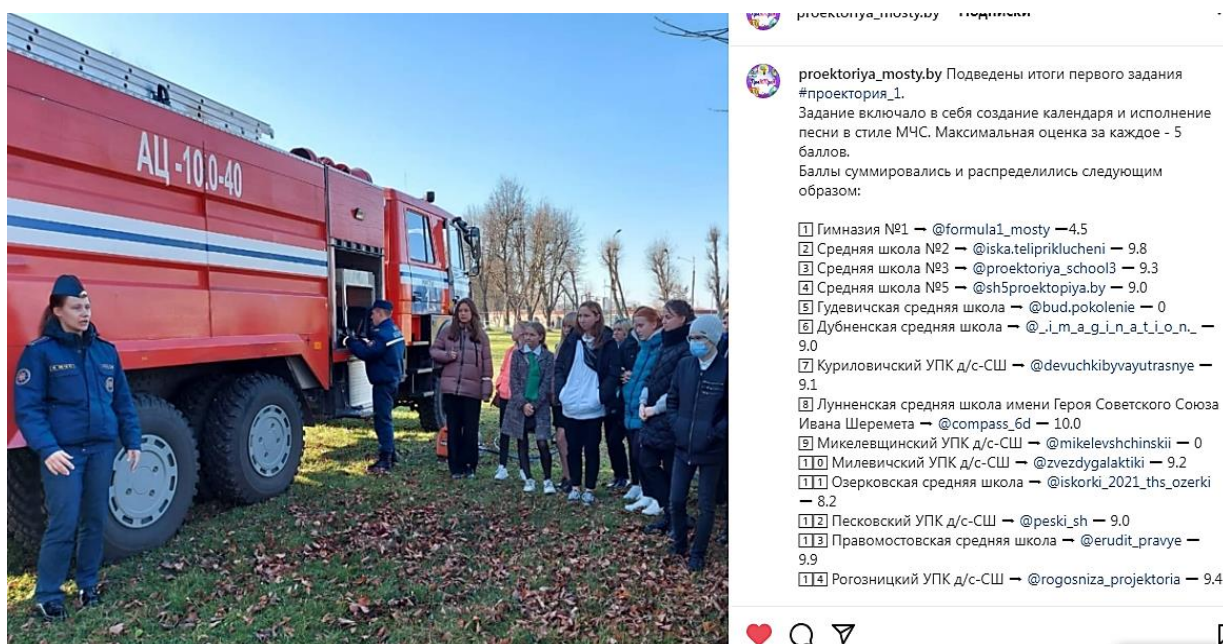 АЦ-10.0-40
proektoriya_mosty.by • Подписки
proektoriya_mosty.by Подведены итоги первого задания
#проектория_1.
Задание включало в себя создание календаря и исполнение
песни в стиле МЧС. Максимальная оценка за каждое - 5
баллов.
Баллы суммировались и распределились следующим
образом:
1 Гимназия №1 → @formula1_mosty —4.5
2 Средняя школа №2 → @iska.telipriklucheni — 9.8
3 Средняя школа №3 → @proektoriya_school3 — 9.3
4 Средняя школа №5 → @sh5proektopiya.by — 9.0
5 Гудевичская средняя школа → @bud.pokolenie — 0
6 Дубненская средняя школа → @_.i_m_a_g_i_n_a_t_i_o_n._ —
9.0
7 Куриловичский УПК д/с-СШ → @devuchkibyvayutrasnye —
9.1
8 Лунненская средняя школа имени Героя Советского Союза
Ивана Шеремета → @compass_6d — 10.0
9 Микелевщинский УПК д/с-СШ → @mikelevshchinskii — 0
10 Милевичский УПК д/с-СШ → @zvezdygalaktiki — 9.2
11 Озерковская средняя школа → @iskorki_2021_ths_ozerki
— 8.2
12 Песковский УПК д/с-СШ → @peski_sh — 9.0
13 Правомостовская средняя школа → @erudit_pravye —
9.9
14 Рогозницкий УПК д/с-СШ → @rogosniza_projektoria — 9.4